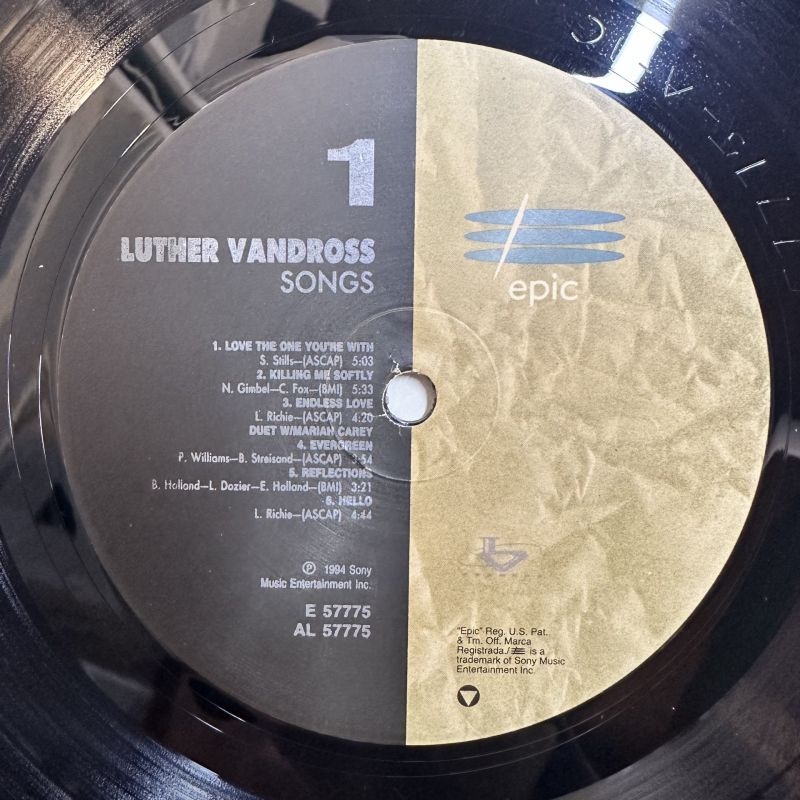 1
LUTHER VANDROSS
SONGS
1. LOVE THE ONE YOU'RE WITH
S. Stills—(ASCAP) 5:03
2. KILLING ME SOFTLY
N. Gimbel—C. Fox—(BMI) 5:33
3. ENDLESS LOVE
L. Richie—(ASCAP) 4:20
DUET W/MARIAN CAREY
4. EVERGREEN
P. Williams—B. Streisand—(ASCAP) 3:54
5. REFLECTIONS
B. Holland—L. Dozier—E. Holland—(BMI) 3:21
6. HELLO
L. Richie—(ASCAP) 4:44
Ⓟ 1994 Sony
Music Entertainment Inc.
E 57775
AL 57775
epic
"Epic" Reg. U.S. Pat.
& Tm. Off. Marca
Registrada./ is a
trademark of Sony Music
Entertainment Inc.